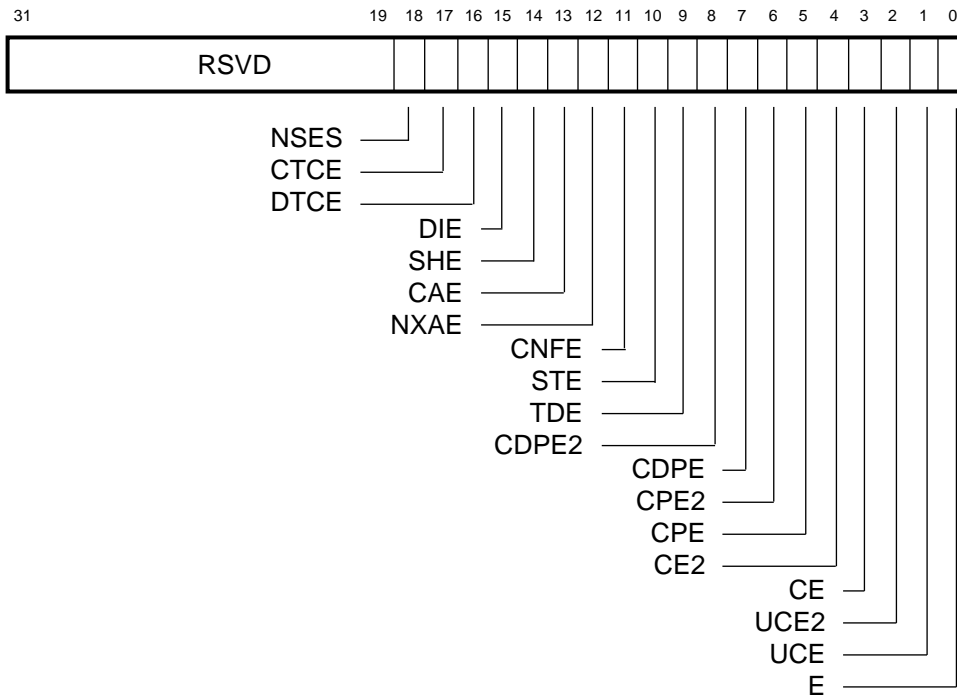 31 19 18 17 16 15 14 13 12 11 10 9 8 7 6 5 4 3 2 1 0
RSVD
NSES
CTCE
DTCE
DIE
SHE
CAE
NXAE
CNFE
STE
TDE
CDPE2
CDPE
CPE2
CPE
CE2
CE
UCE2
UCE
E